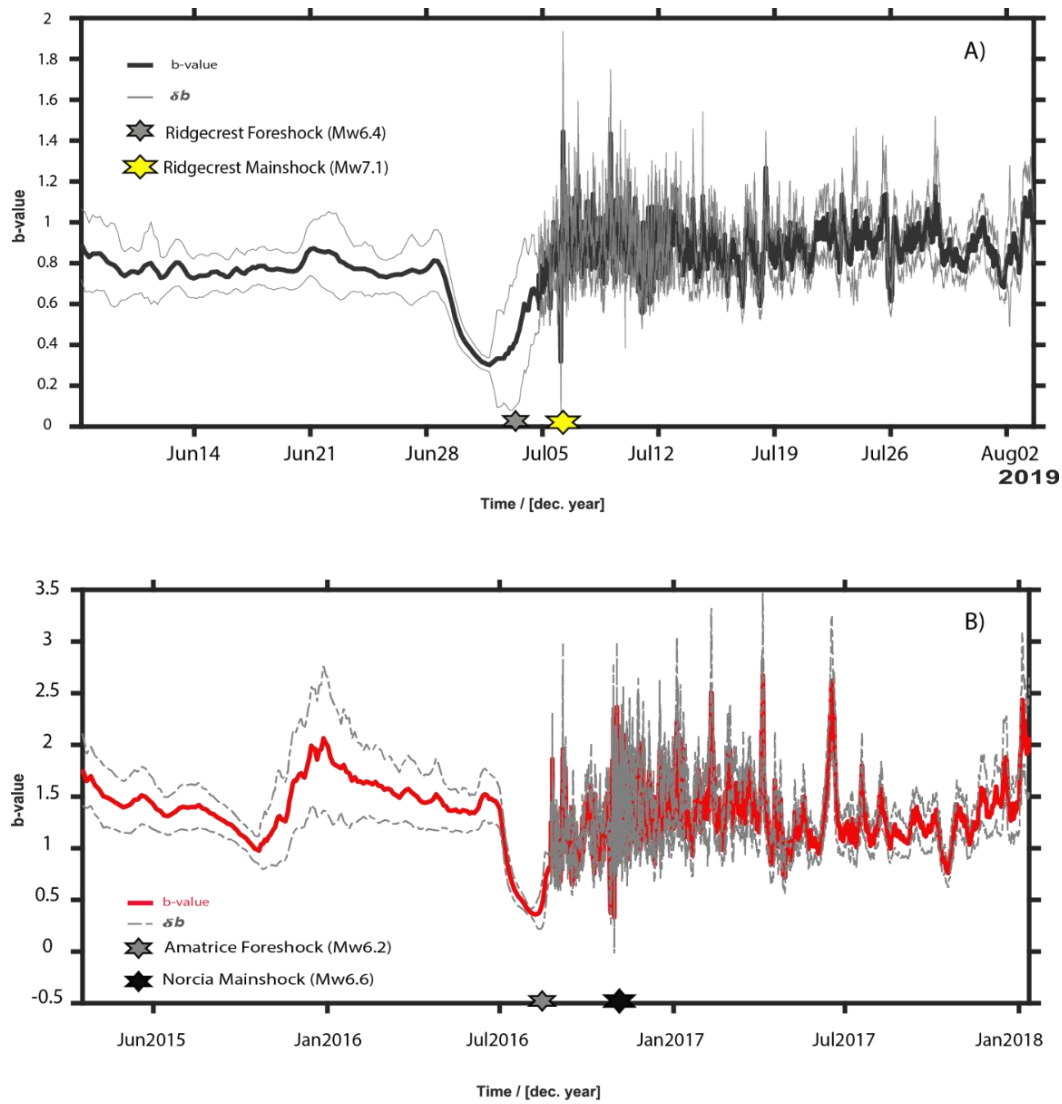 2
1.8
1.6
1.4
1.2
1
0.8
0.6
0.4
0.2
0
b-value
A)
b-value
δb
Ridgecrest Foreshock (Mw6.4)
Ridgecrest Mainshock (Mw7.1)
Jun14 Jun21 Jun28 Jul05 Jul12 Jul19 Jul26 Aug02
2019
Time / [dec. year]
3.5
3
2.5
2
1.5
1
0.5
0
-0.5
b-value
B)
b-value
δb
Amatrice Foreshock (Mw6.2)
Norcia Mainshock (Mw6.6)
Jun2015 Jan2016 Jul2016 Jan2017 Jul2017 Jan2018
Time / [dec. year]